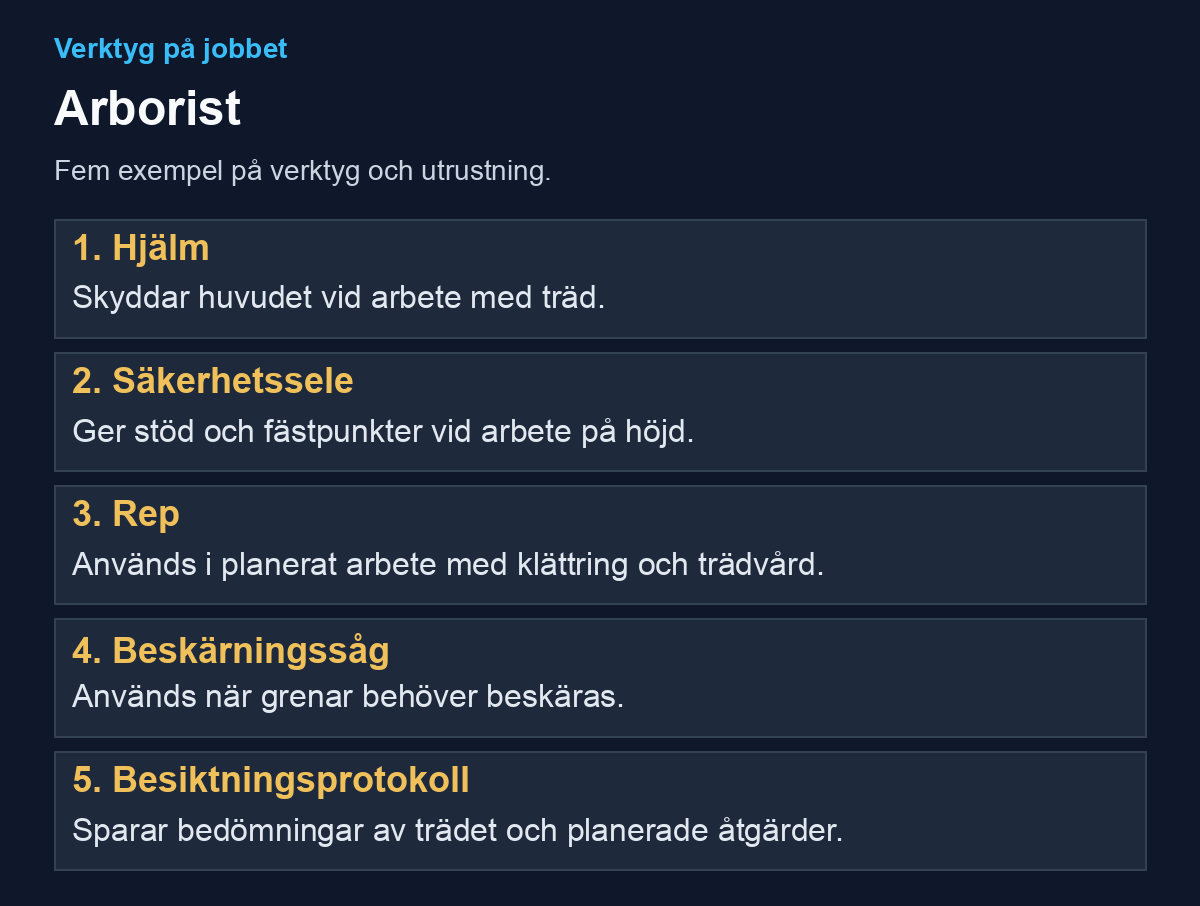 Verktyg på jobbet
Arborist
Fem exempel på verktyg och utrustning.
1. Hjälm
Skyddar huvudet vid arbete med träd.
2. Säkerhetssele
Ger stöd och fästpunkter vid arbete på höjd.
3. Rep
Används i planerat arbete med klättring och trädvård.
4. Beskärningssåg
Används när grenar behöver beskäras.
5. Besiktningsprotokoll
Sparar bedömningar av trädet och planerade åtgärder.